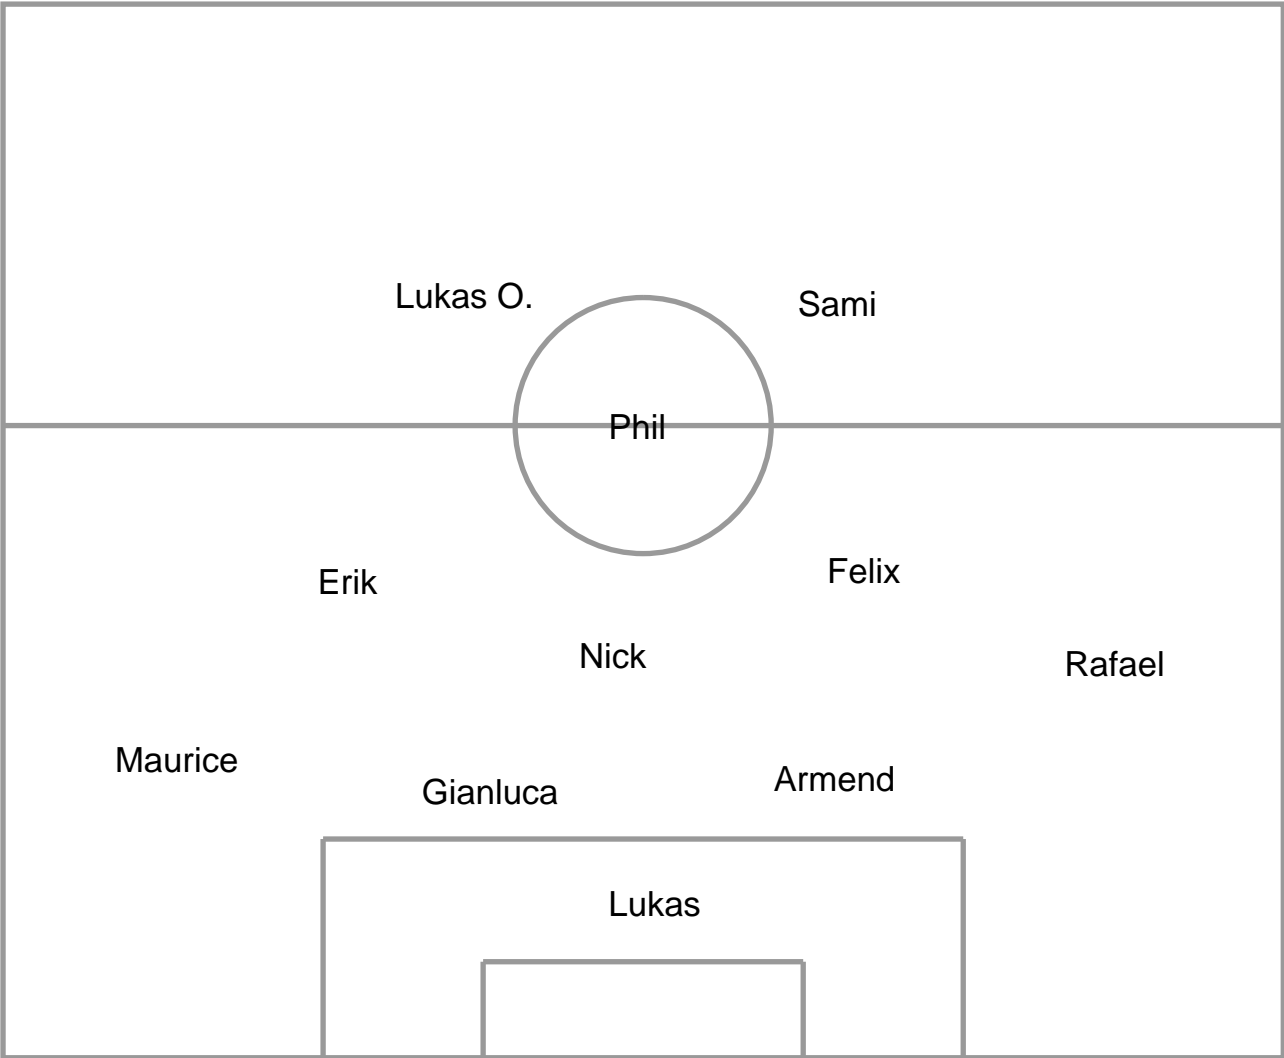 Lukas O.
Sami
Phil
Erik
Felix
Nick
Rafael
Maurice
Gianluca
Armend
Lukas